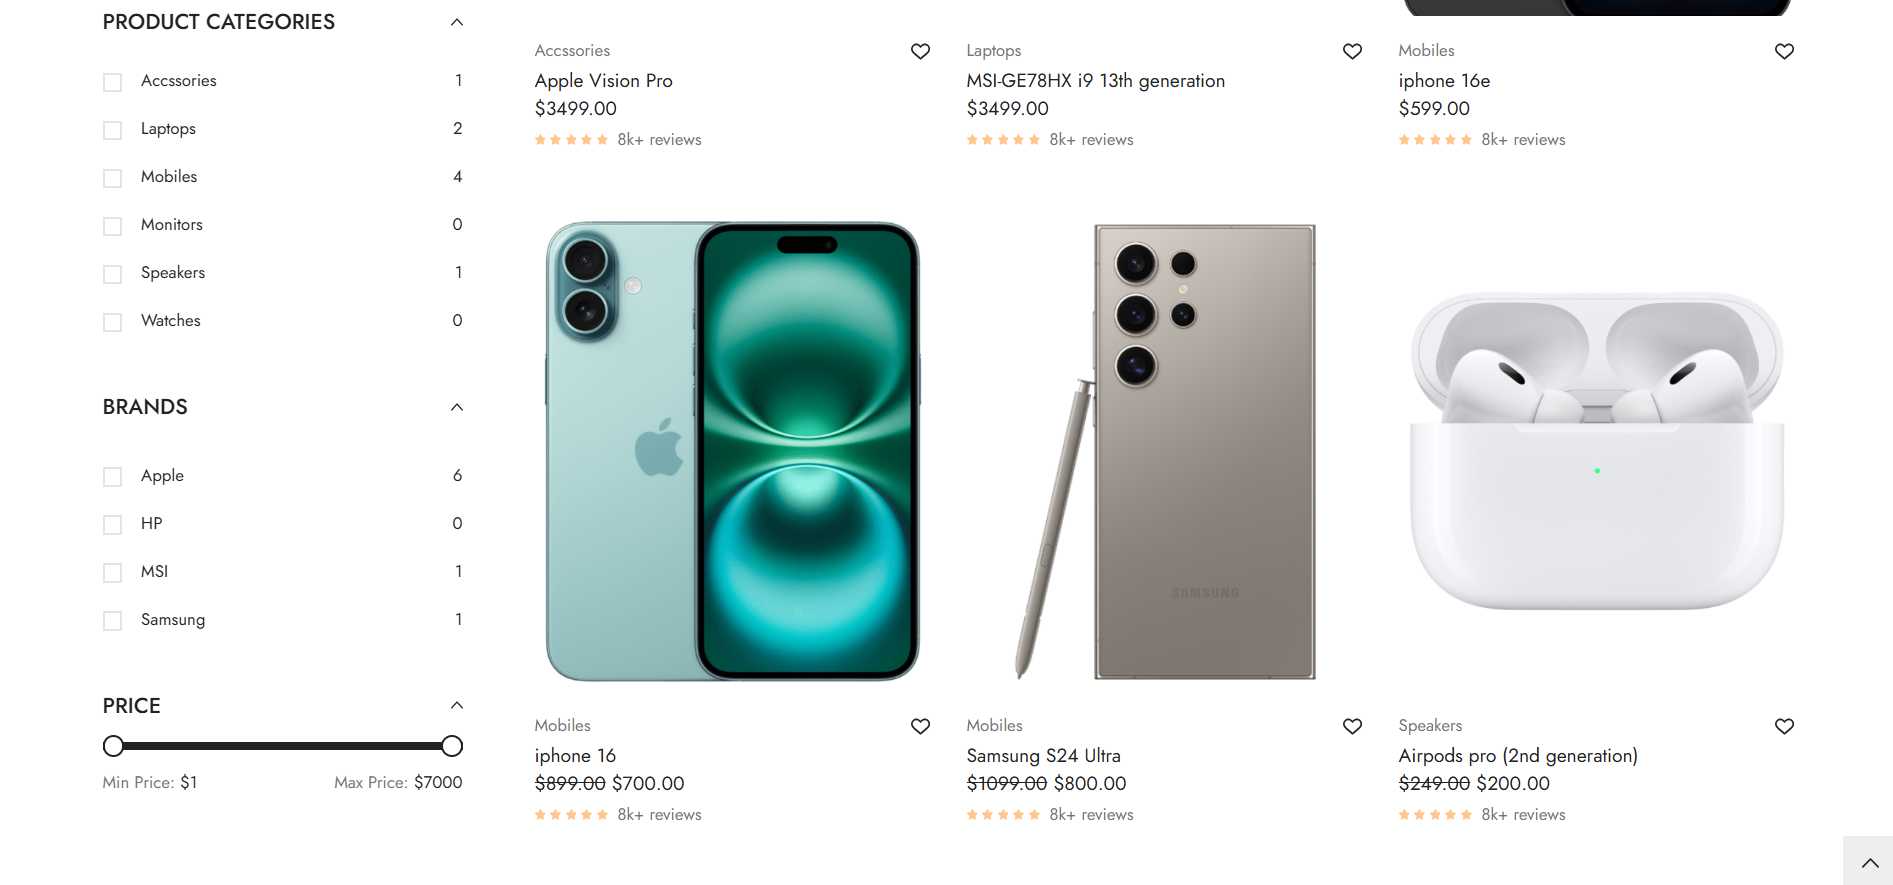 PRODUCT CATEGORIES
Accssories 1
Laptops 2
Mobiles 4
Monitors 0
Speakers 1
Watches 0
BRANDS
Apple 6
HP 0
MSI 1
Samsung 1
PRICE
Min Price: $1 Max Price: $7000
Accssories
Apple Vision Pro
$3499.00
8k+ reviews
Laptops
MSI-GE78HX i9 13th generation
$3499.00
8k+ reviews
Mobiles
iphone 16e
$599.00
8k+ reviews
SAMSUNG
Mobiles
iphone 16
$899.00 $700.00
8k+ reviews
Mobiles
Samsung S24 Ultra
$1099.00 $800.00
8k+ reviews
Speakers
Airpods pro (2nd generation)
$249.00 $200.00
8k+ reviews